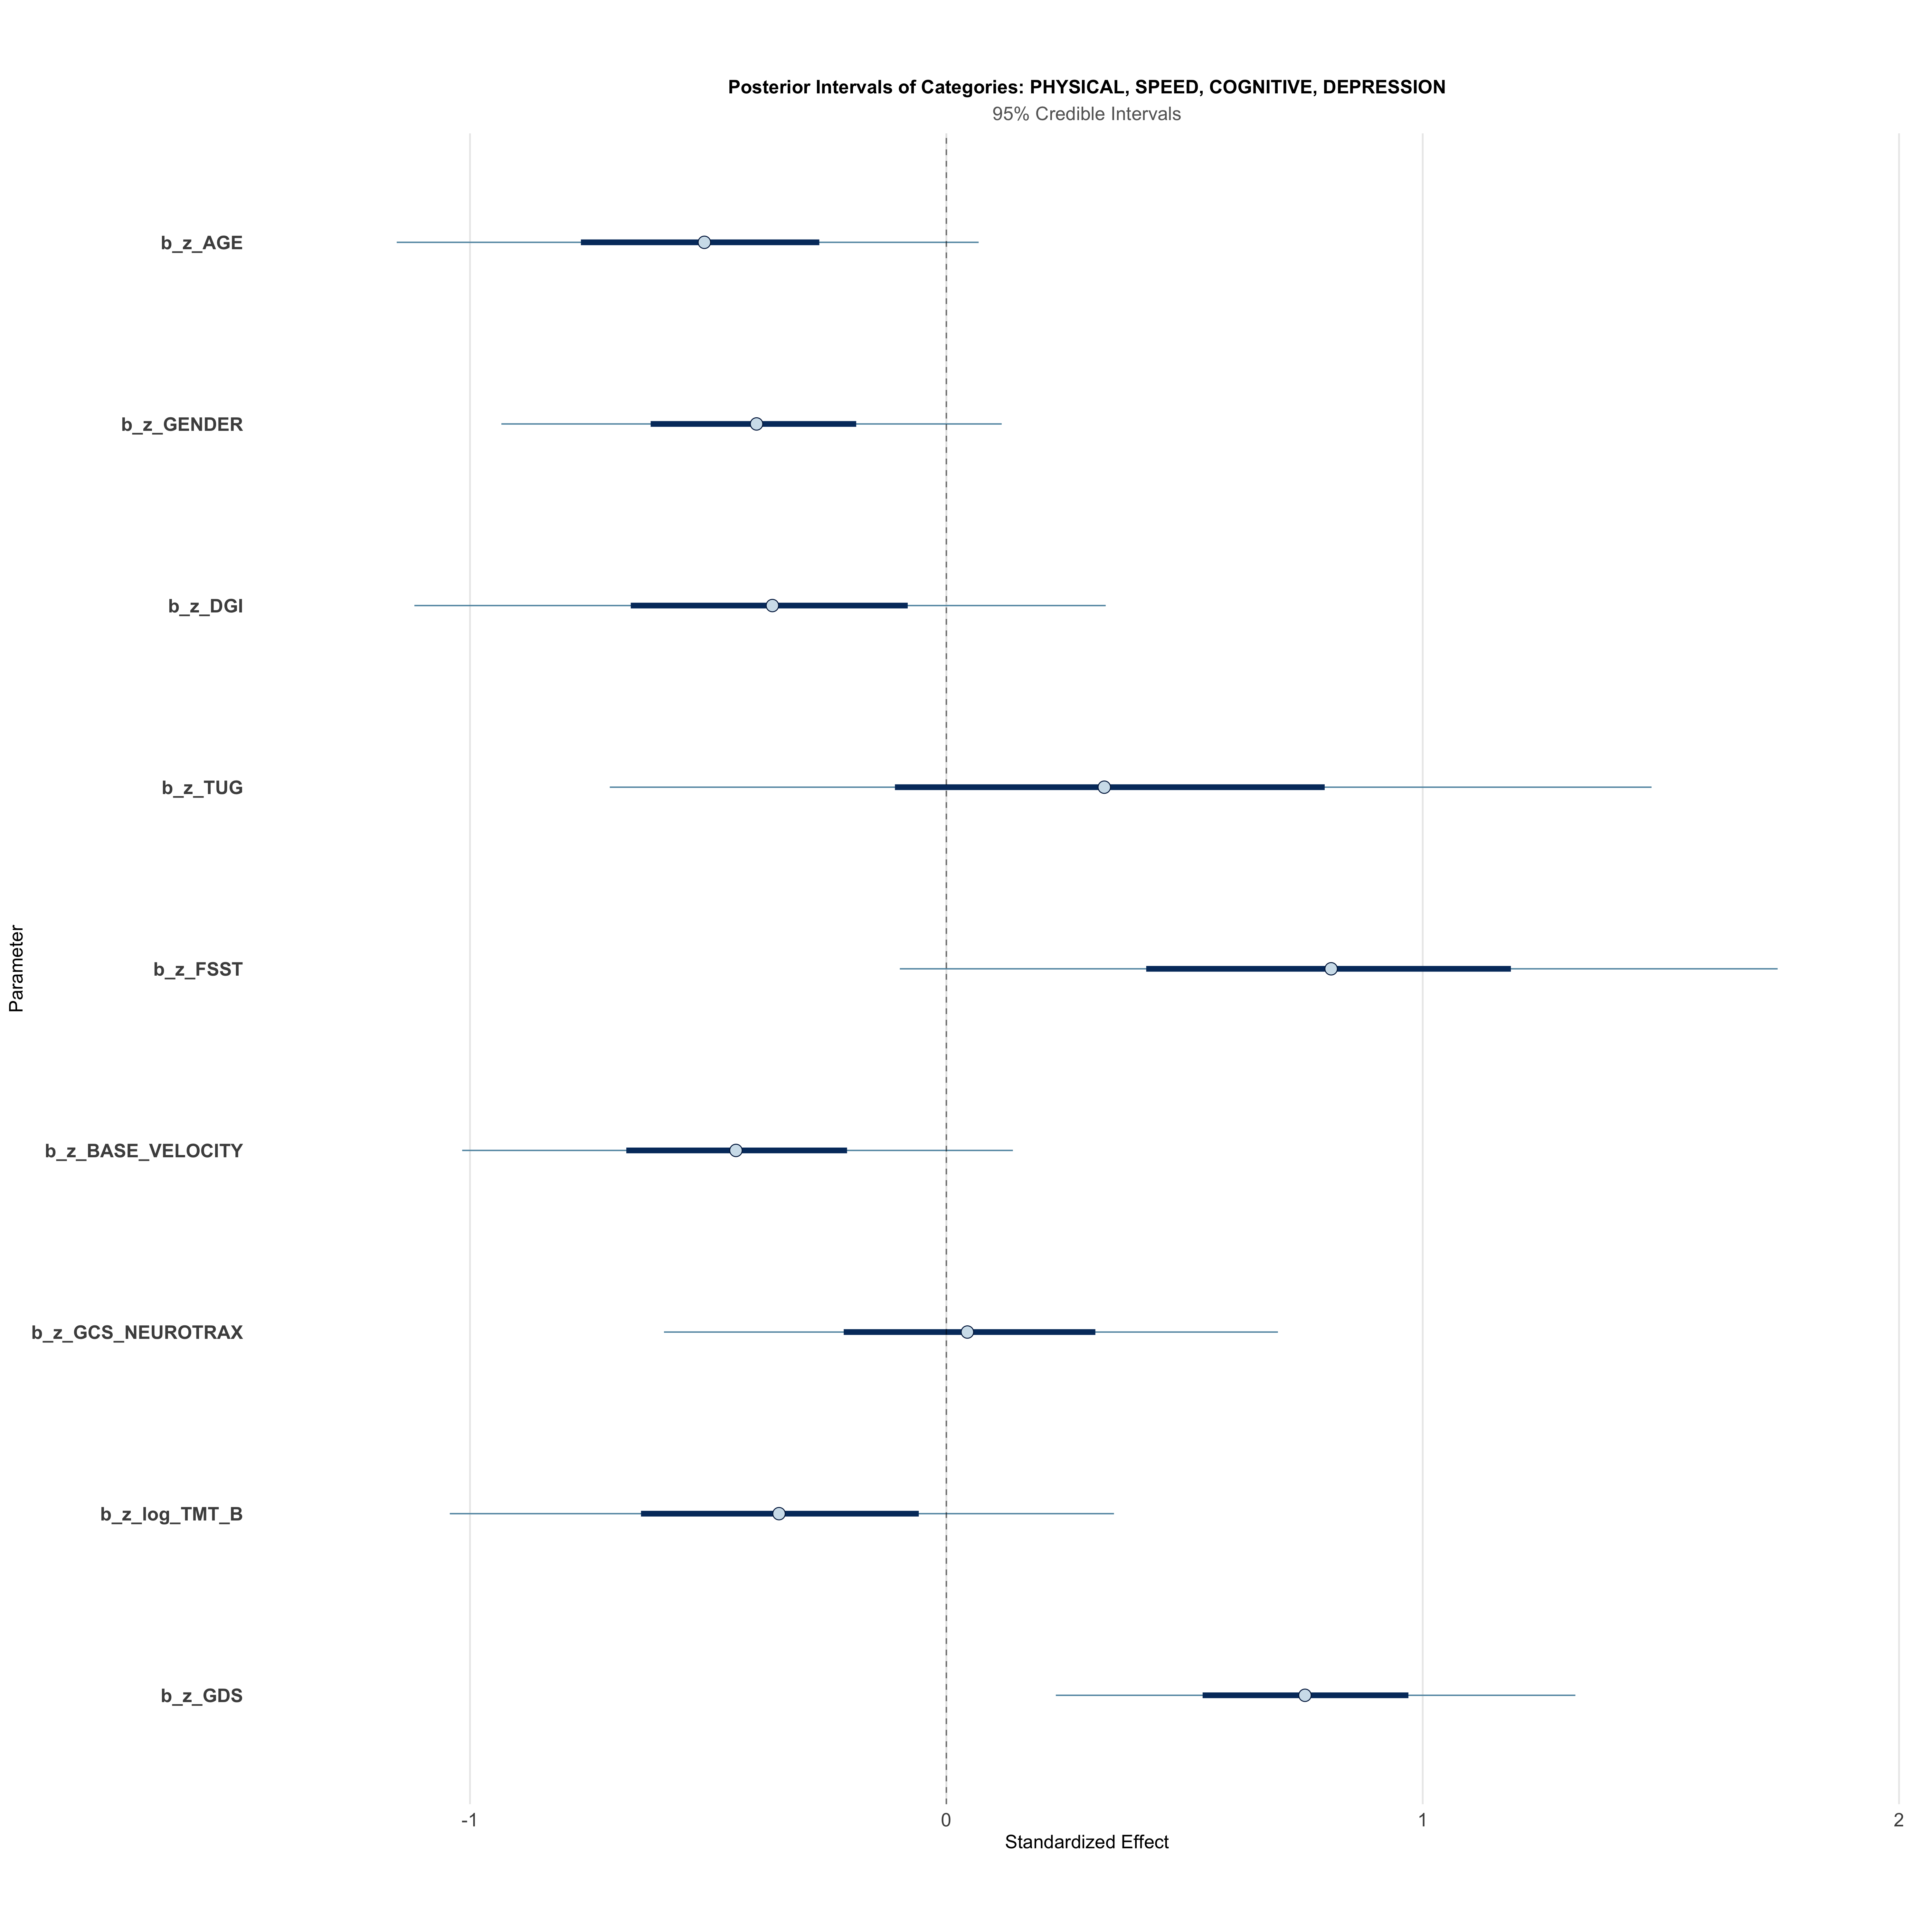 Posterior Intervals of Categories: PHYSICAL, SPEED, COGNITIVE, DEPRESSION
95% Credible Intervals
b_z_AGE
b_z_GENDER
b_z_DGI
b_z_TUG
b_z_FSST
b_z_BASE_VELOCITY
b_z_GCS_NEUROTRAX
b_z_log_TMT_B
b_z_GDS
Parameter
-1 0 1 2
Standardized Effect